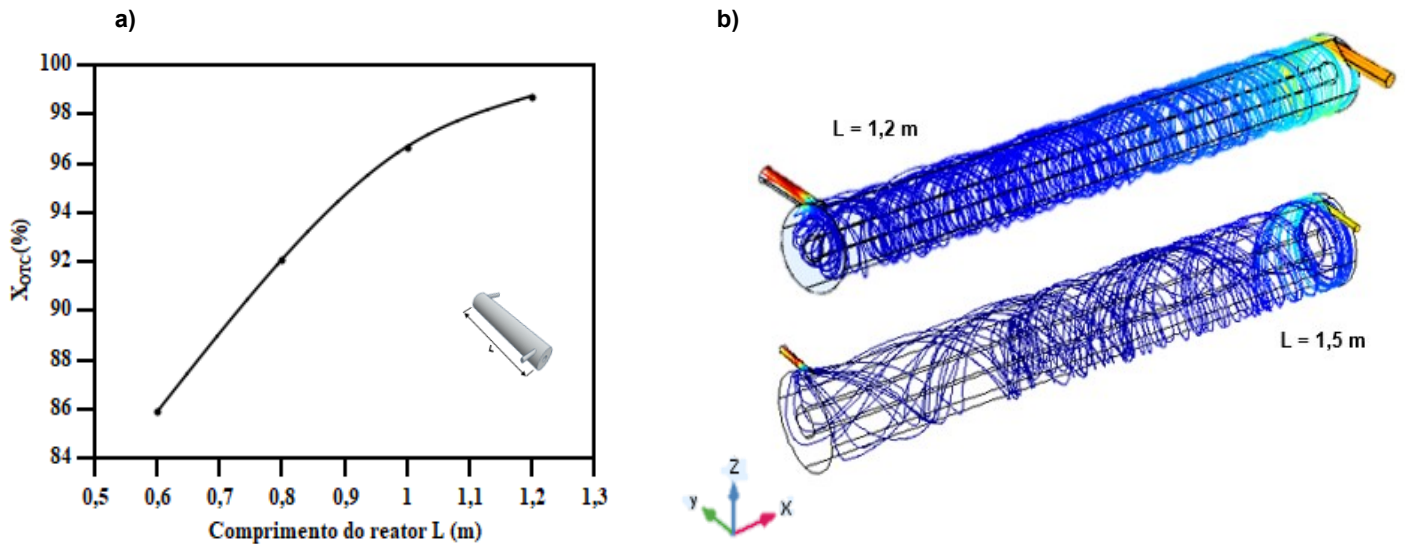 a)
100
98
96
94
92
90
88
86
84
X_OTC (%)
L
0,5 0,6 0,7 0,8 0,9 1 1,1 1,2 1,3
Comprimento do reator L (m)
b)
L = 1,2 m
L = 1,5 m
Z
y
X